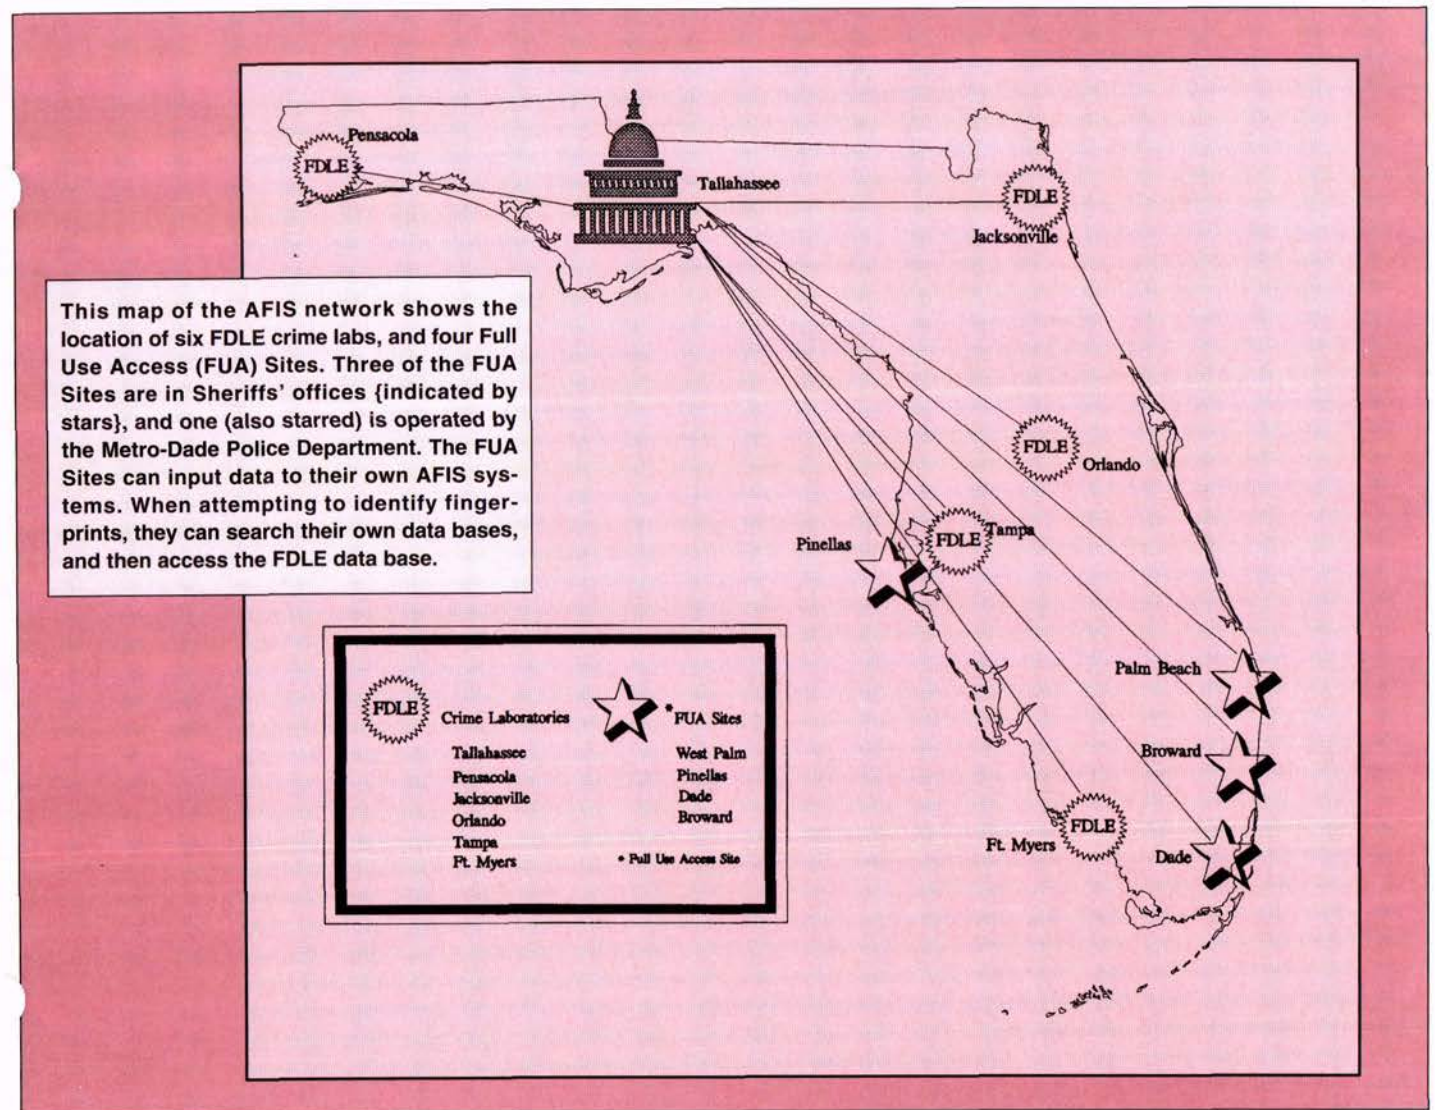 Pensacola
FDLE
Tallahassee
FDLE
Jacksonville
This map of the AFIS network shows the
location of six FDLE crime labs, and four Full
Use Access (FUA) Sites. Three of the FUA
Sites are in Sheriffs' offices {indicated by
stars}, and one (also starred) is operated by
the Metro-Dade Police Department. The FUA
Sites can input data to their own AFIS sys-
tems. When attempting to identify finger-
prints, they can search their own data bases,
and then access the FDLE data base.
FDLE
Orlando
FDLE
Tampa
Pinellas
Palm Beach
Broward
FDLE
Ft. Myers
Dade
FDLE
Crime Laboratories
Tallahassee
Pensacola
Jacksonville
Orlando
Tampa
Ft. Myers
* FUA Sites
West Palm
Pinellas
Dade
Broward
* Full Use Access Site